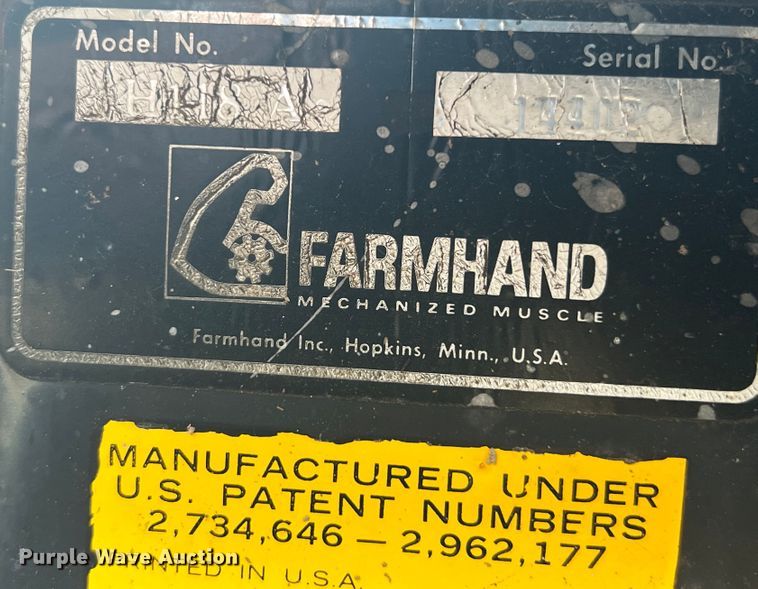 Model No.
Serial No.
FARMHAND
MECHANIZED MUSCLE
Farmhand Inc., Hopkins, Minn., U.S.A.
MANUFACTURED UNDER
U.S. PATENT NUMBERS
2,734,646 — 2,962,177
PRINTED IN U.S.A.
Purple Wave Auction